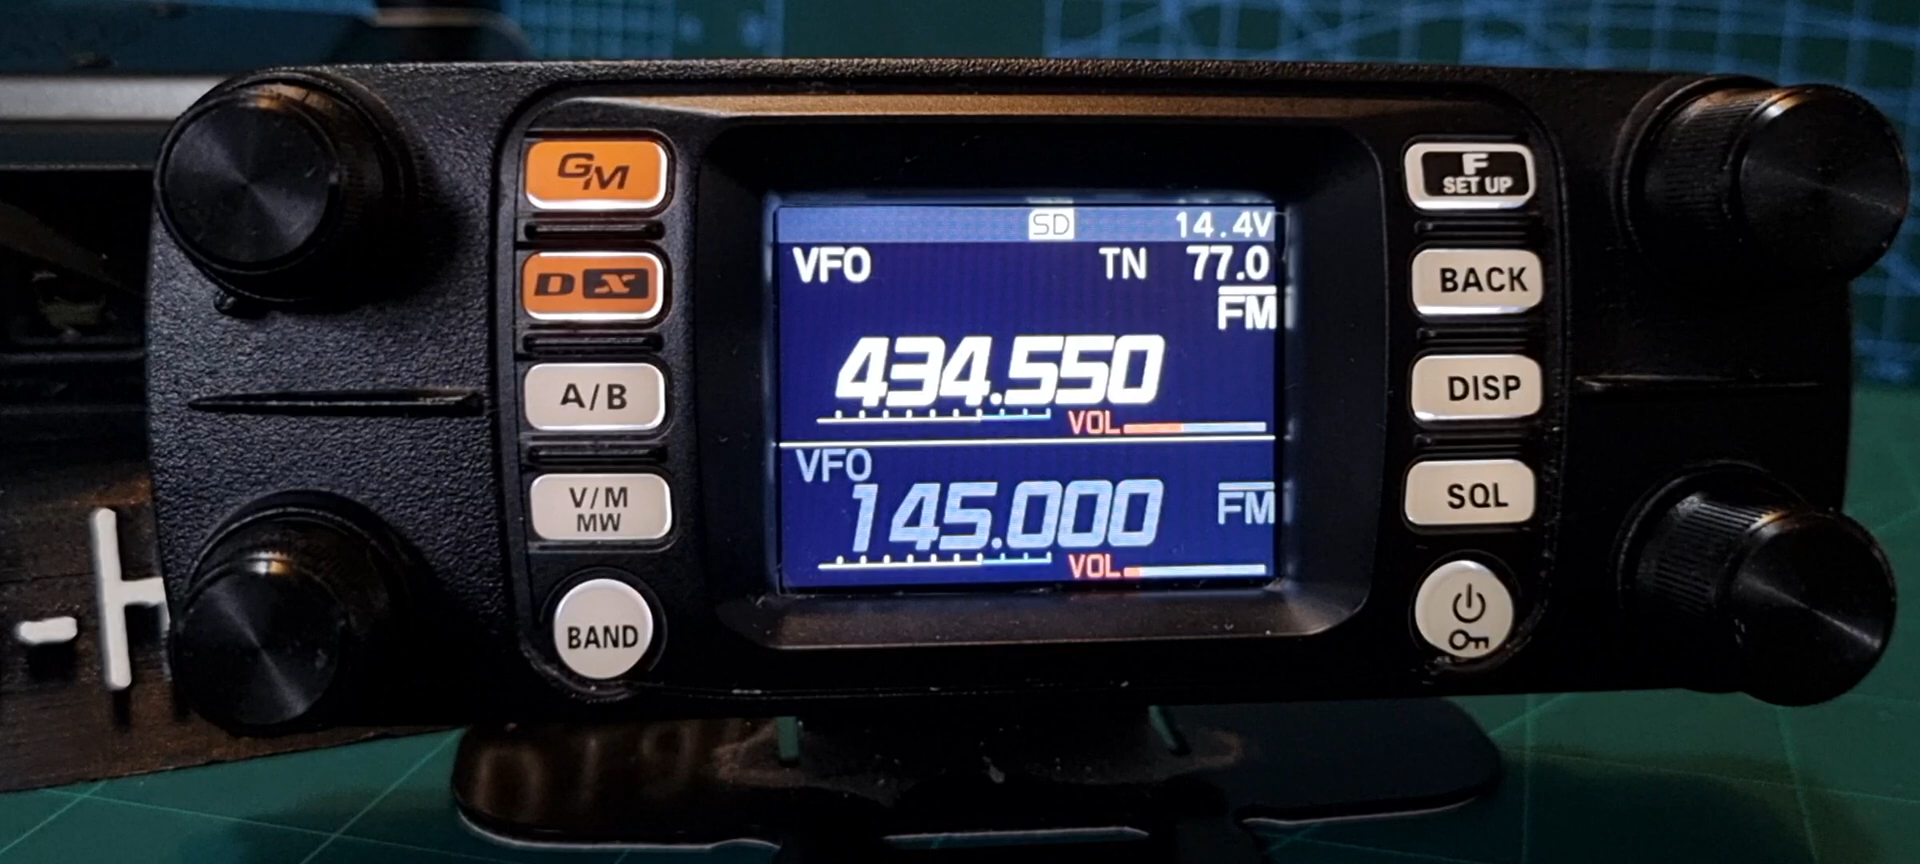 GM
DX
A/B
V/M
MW
BAND
SD 14.4V
VFO TN 77.0
FM
434.550
VOL
VFO
145.000 FM
VOL
F
SET UP
BACK
DISP
SQL